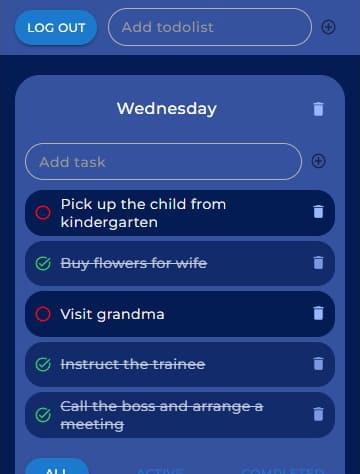 LOG OUT
Add todolist
Wednesday
Add task
Pick up the child from
kindergarten
Buy flowers for wife
Visit grandma
Instruct the trainee
Call the boss and arrange a
meeting
ALL
ACTIVE
COMPLETED